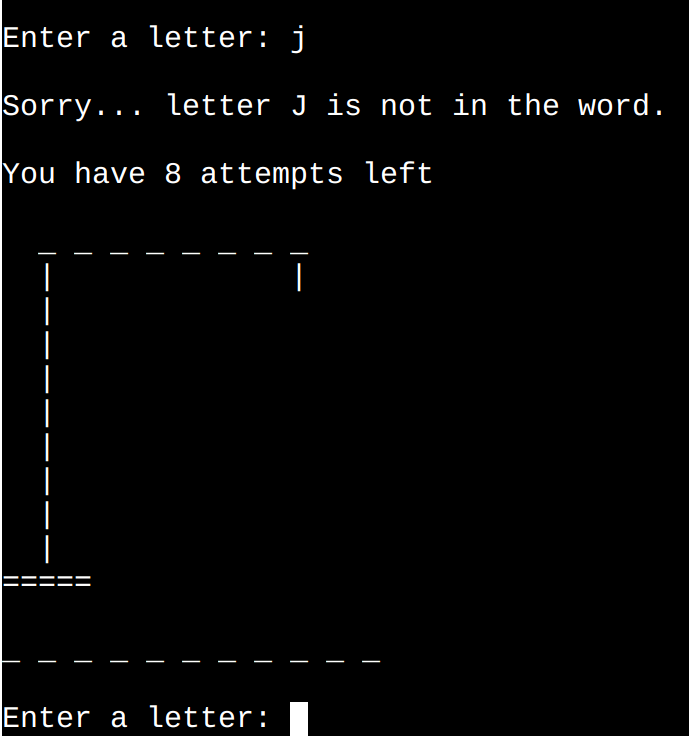 Enter a letter: j
Sorry... letter J is not in the word.
You have 8 attempts left
  _ _ _ _ _ _ _ _
  |             |
  |
  |
  |
  |
  |
  |
  |
  |
=====
_ _ _ _ _ _ _ _ _ _ _
Enter a letter: